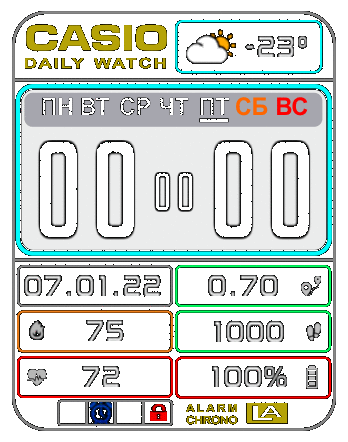 CASIO
DAILY WATCH
-23°
ПН ВТ СР ЧТ ПТ СБ ВС
00 00 00
07.01.22
0.70
75
1000
72
100%
ALARM
CHRONO
LA